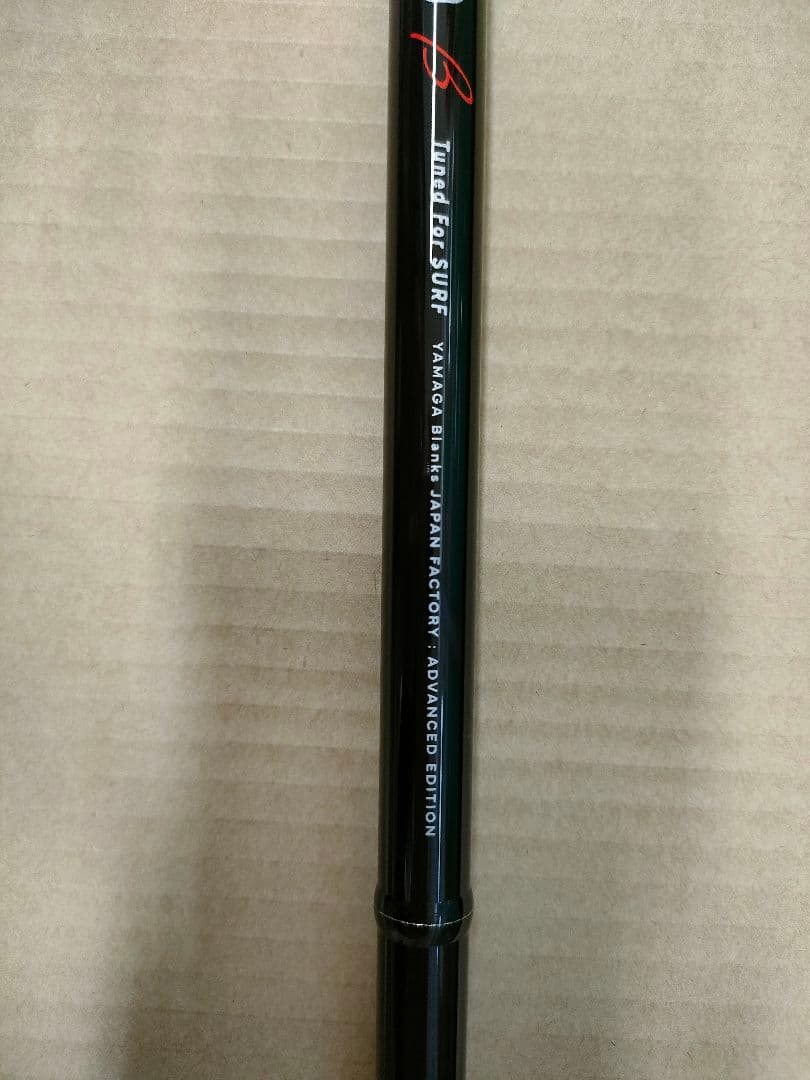 Tuned For SURF YAMAGA Blanks JAPAN FACTORY : ADVANCED EDITION